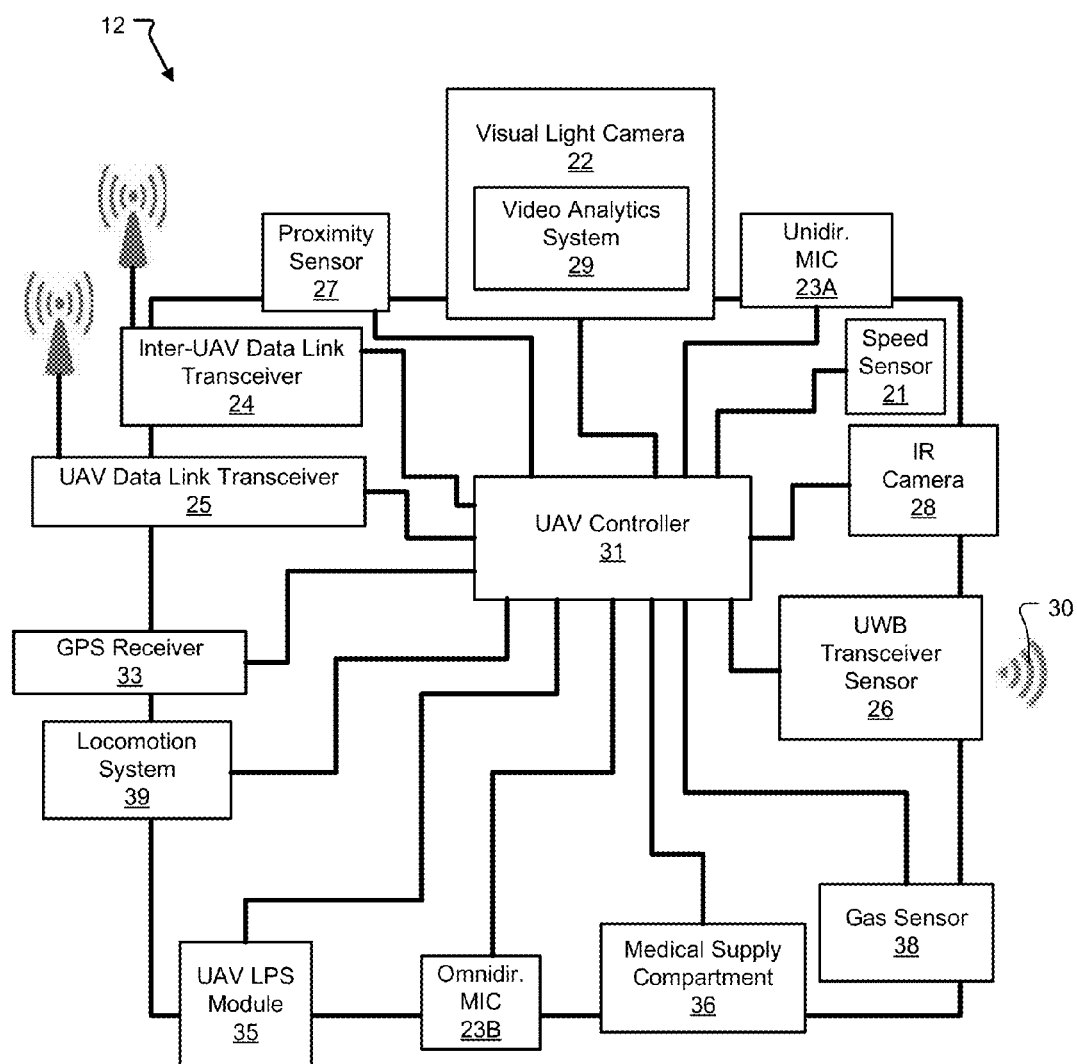 12
Visual Light Camera
22
Video Analytics
System
29
Proximity
Sensor
27
Unidir.
MIC
23A
Inter-UAV Data Link
Transceiver
24
Speed
Sensor
21
UAV Data Link Transceiver
25
IR
Camera
28
UAV Controller
31
GPS Receiver
33
UWB
Transceiver
Sensor
26
30
Locomotion
System
39
Gas Sensor
38
UAV LPS
Module
35
Omnidir.
MIC
23B
Medical Supply
Compartment
36